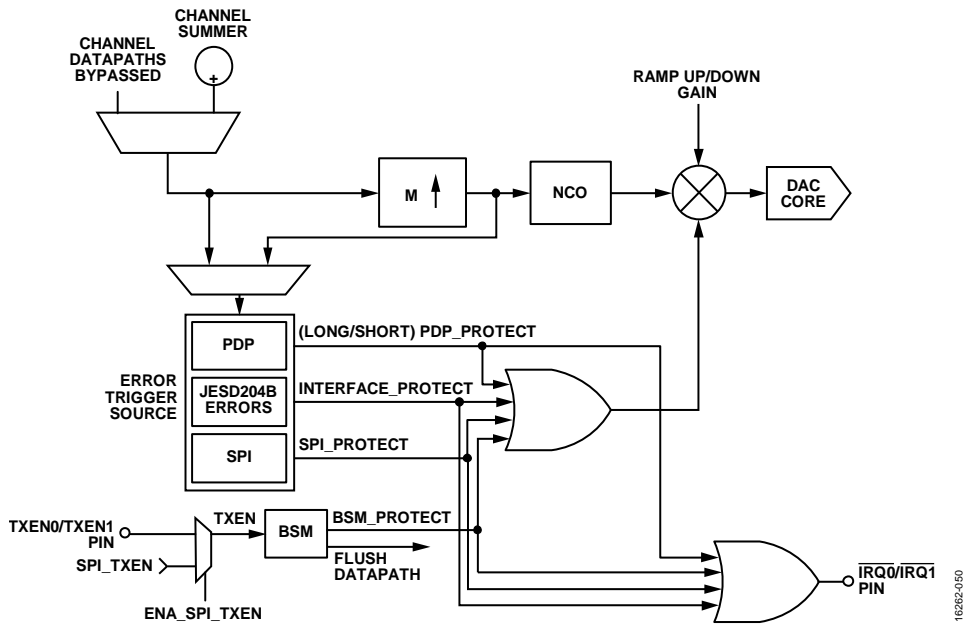 CHANNEL
SUMMER
CHANNEL
DATAPATHS
BYPASSED
+
RAMP UP/DOWN
GAIN
M
NCO
DAC
CORE
PDP
(LONG/SHORT) PDP_PROTECT
ERROR
TRIGGER
SOURCE
JESD204B
ERRORS
INTERFACE_PROTECT
SPI
SPI_PROTECT
TXEN0/TXEN1
PIN
TXEN
BSM
BSM_PROTECT
SPI_TXEN
FLUSH
DATAPATH
ENA_SPI_TXEN
IRQ0/IRQ1
PIN
16262-050